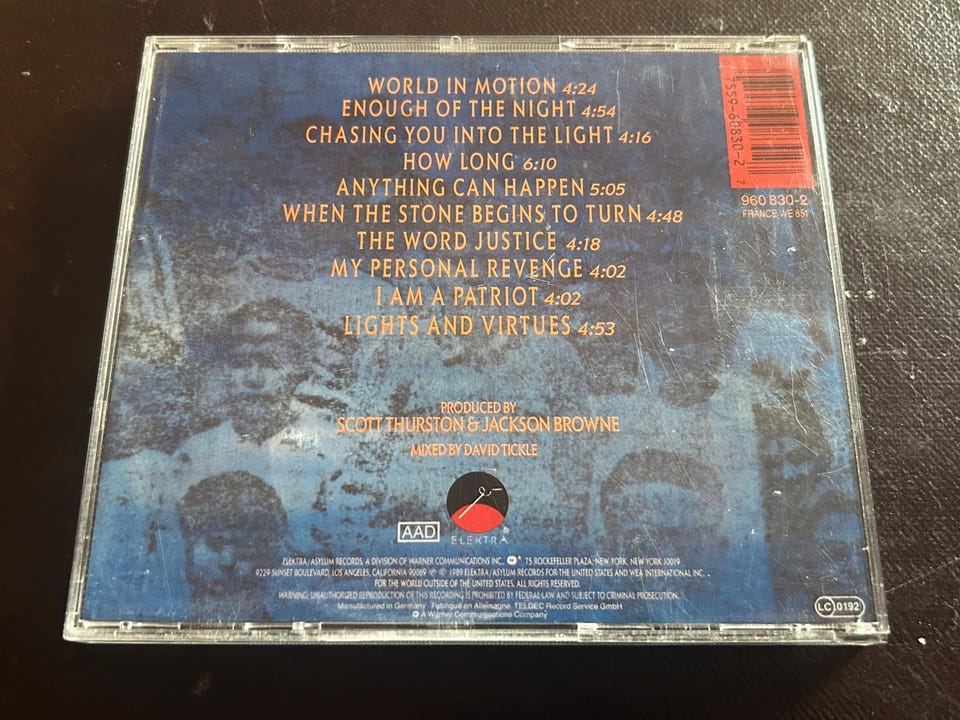 WORLD IN MOTION 4:24
ENOUGH OF THE NIGHT 4:54
CHASING YOU INTO THE LIGHT 4:16
HOW LONG 6:10
ANYTHING CAN HAPPEN 5:05
WHEN THE STONE BEGINS TO TURN 4:48
THE WORD JUSTICE 4:18
MY PERSONAL REVENGE 4:02
I AM A PATRIOT 4:02
LIGHTS AND VIRTUES 4:53
0 7559-60830-2 7
960 830-2
FRANCE WE 851
PRODUCED BY
SCOTT THURSTON & JACKSON BROWNE
MIXED BY DAVID TICKLE
AAD
ELEKTRA®
ELEKTRA/ASYLUM RECORDS, A DIVISION OF WARNER COMMUNICATIONS INC. ® 75 ROCKEFELLER PLAZA, NEW YORK, NEW YORK 10019
9229 SUNSET BOULEVARD, LOS ANGELES, CALIFORNIA 90069 ℗ © 1989 ELEKTRA/ASYLUM RECORDS FOR THE UNITED STATES AND WEA INTERNATIONAL INC.
FOR THE WORLD OUTSIDE OF THE UNITED STATES. ALL RIGHTS RESERVED.
WARNING: UNAUTHORIZED REPRODUCTION OF THIS RECORDING IS PROHIBITED BY FEDERAL LAW AND SUBJECT TO CRIMINAL PROSECUTION.
Manufactured in Germany · Fabriqué en Allemagne TELDEC Record Service GmbH
A Warner Communications Company
LC 0192